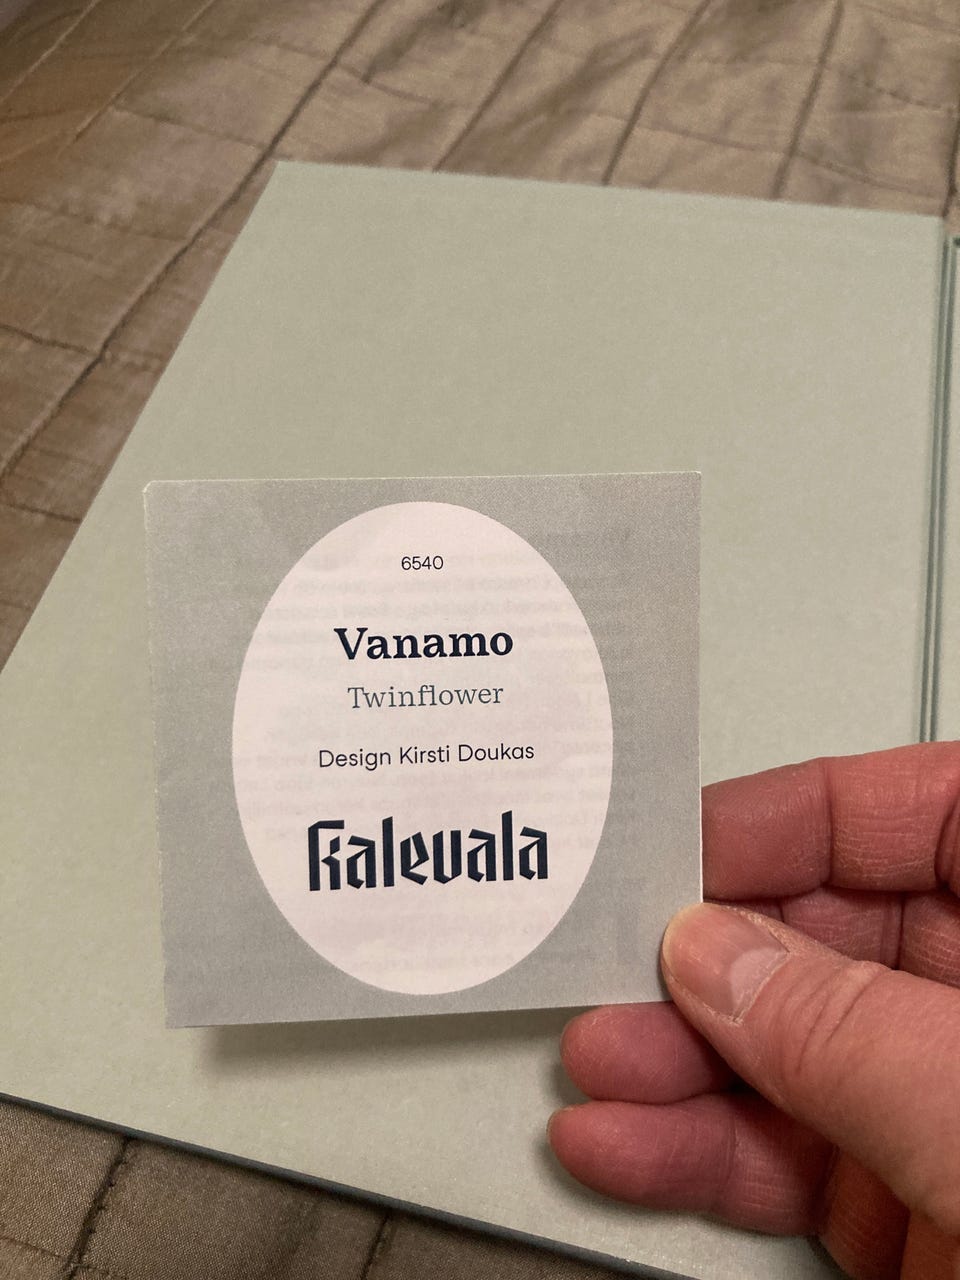 6540
Vanamo
Twinflower
Design Kirsti Doukas
Kalevala